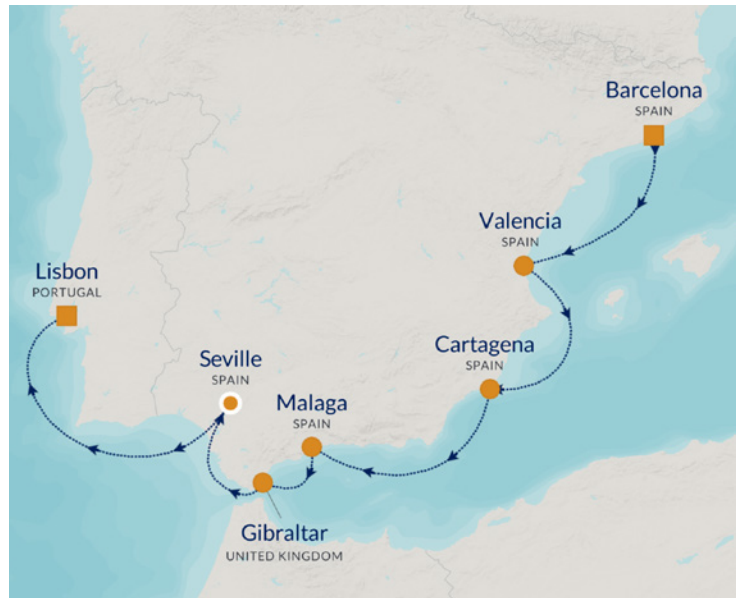 Barcelona
SPAIN
Valencia
SPAIN
Lisbon
PORTUGAL
Cartagena
SPAIN
Seville
SPAIN
Malaga
SPAIN
Gibraltar
UNITED KINGDOM